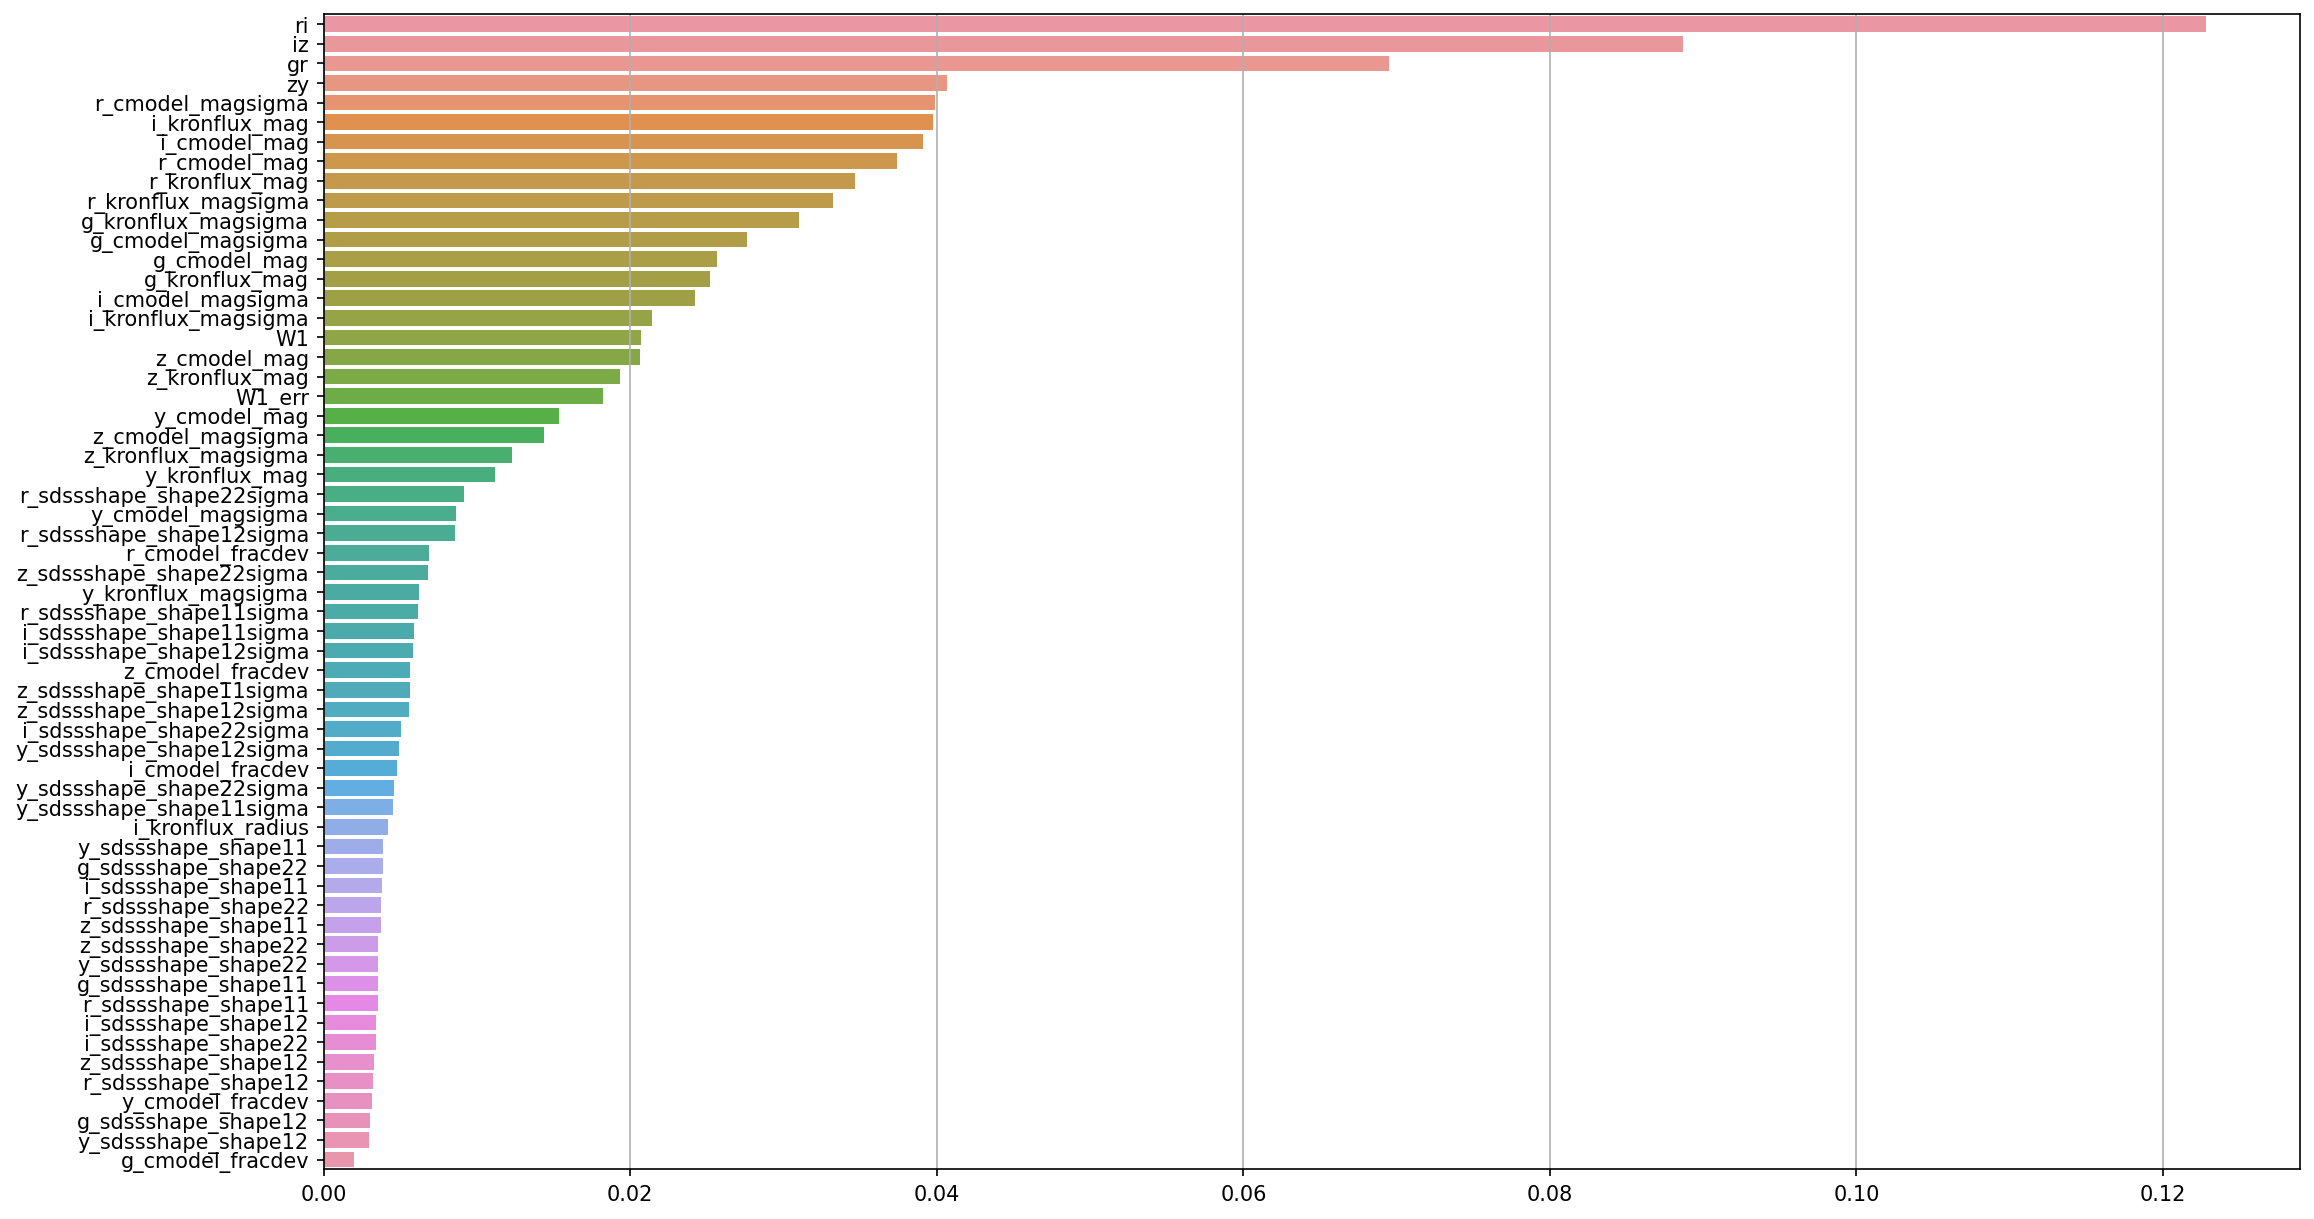 ri
iz
gr
zy
r_cmodel_magsigma
i_kronflux_mag
i_cmodel_mag
r_cmodel_mag
r_kronflux_mag
r_kronflux_magsigma
g_kronflux_magsigma
g_cmodel_magsigma
g_cmodel_mag
g_kronflux_mag
i_cmodel_magsigma
i_kronflux_magsigma
W1
z_cmodel_mag
z_kronflux_mag
W1_err
y_cmodel_mag
z_cmodel_magsigma
z_kronflux_magsigma
y_kronflux_mag
r_sdssshape_shape22sigma
y_cmodel_magsigma
r_sdssshape_shape12sigma
r_cmodel_fracdev
z_sdssshape_shape22sigma
y_kronflux_magsigma
r_sdssshape_shape11sigma
i_sdssshape_shape11sigma
i_sdssshape_shape12sigma
z_cmodel_fracdev
z_sdssshape_shape11sigma
z_sdssshape_shape12sigma
i_sdssshape_shape22sigma
y_sdssshape_shape12sigma
i_cmodel_fracdev
y_sdssshape_shape22sigma
y_sdssshape_shape11sigma
i_kronflux_radius
y_sdssshape_shape11
g_sdssshape_shape22
i_sdssshape_shape11
r_sdssshape_shape22
z_sdssshape_shape11
z_sdssshape_shape22
y_sdssshape_shape22
g_sdssshape_shape11
r_sdssshape_shape11
i_sdssshape_shape12
i_sdssshape_shape22
z_sdssshape_shape12
r_sdssshape_shape12
y_cmodel_fracdev
g_sdssshape_shape12
y_sdssshape_shape12
g_cmodel_fracdev
0.00 0.02 0.04 0.06 0.08 0.10 0.12